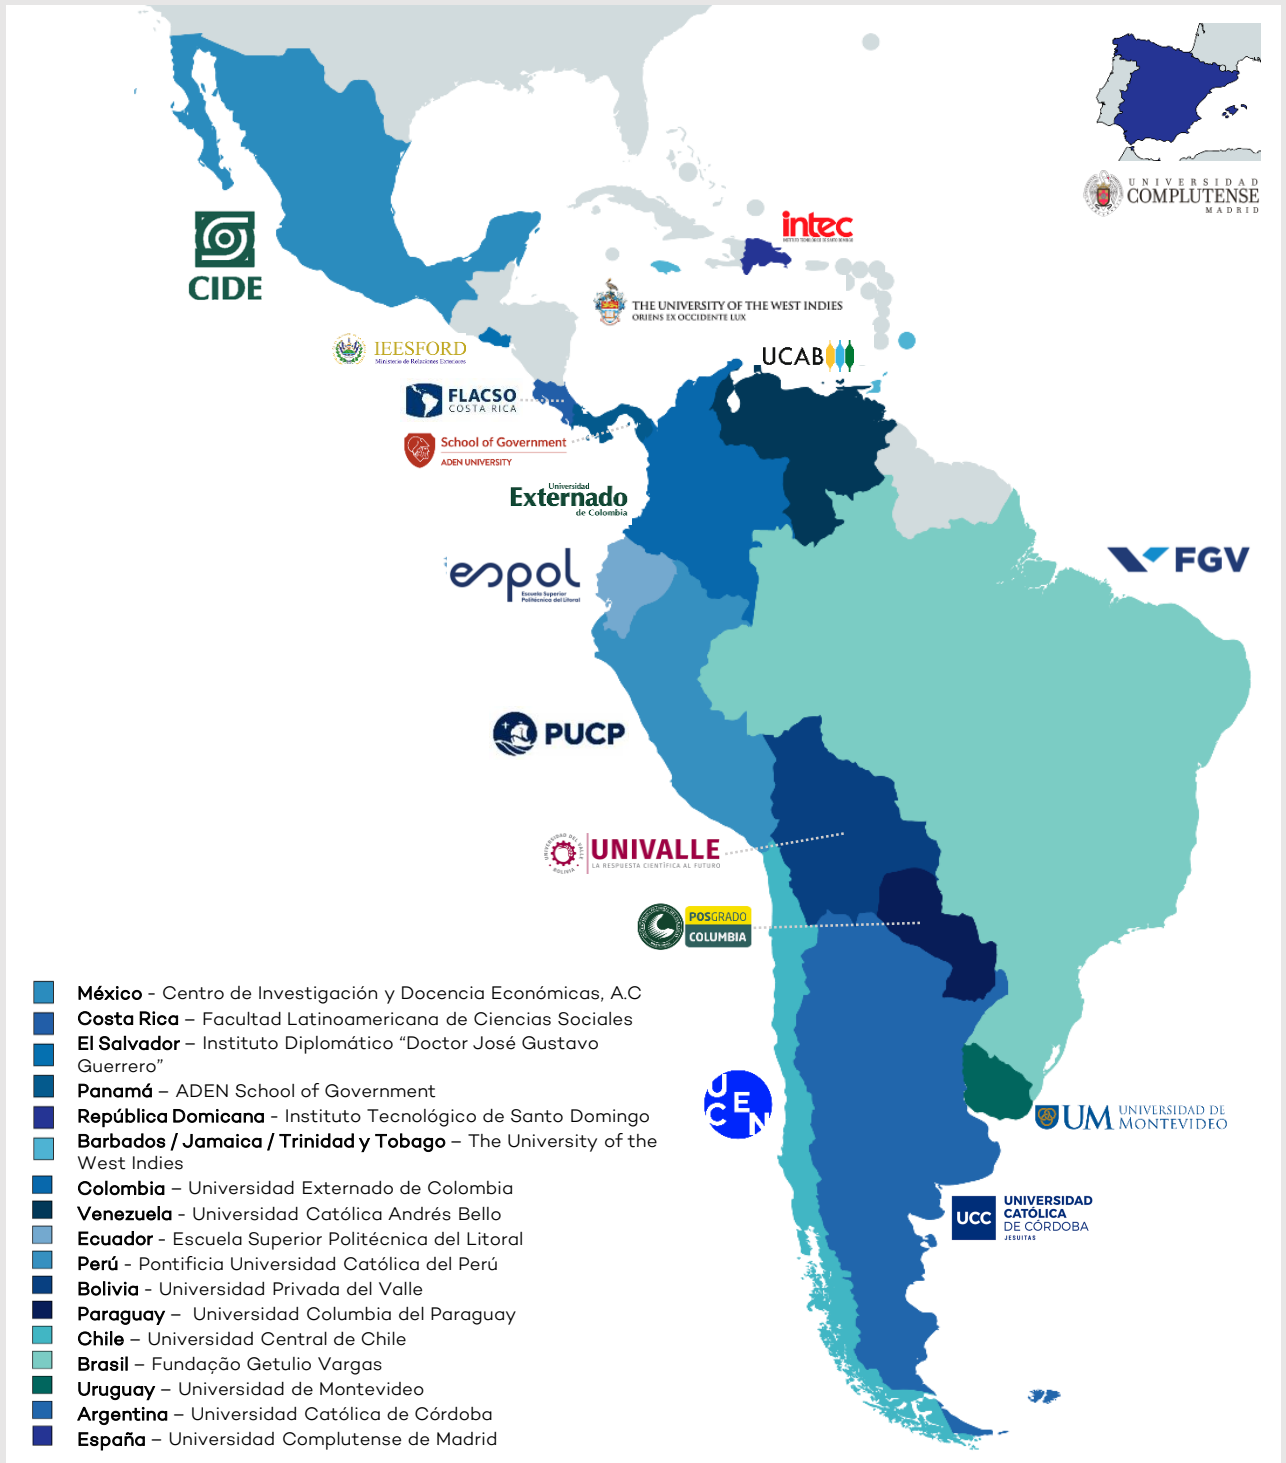 UNIVERSIDAD
COMPLUTENSE
MADRID
intec
CIDE
THE UNIVERSITY OF THE WEST INDIES
ORIENS EX OCCIDENTE LUX
IEESFORD
Ministerio de Relaciones Exteriores
UCAB
FLACSO
COSTA RICA
School of Government
ADEN UNIVERSITY
Universidad
Externado
de Colombia
espol
Escuela Superior
Politécnica del Litoral
FGV
PUCP
UNIVERSIDAD DEL VALLE
BOLIVIA
UNIVALLE
LA RESPUESTA CIENTÍFICA AL FUTURO
POSGRADO
COLUMBIA
México - Centro de Investigación y Docencia Económicas, A.C
Costa Rica – Facultad Latinoamericana de Ciencias Sociales
El Salvador – Instituto Diplomático “Doctor José Gustavo
Guerrero”
Panamá – ADEN School of Government
República Domicana - Instituto Tecnológico de Santo Domingo
Barbados / Jamaica / Trinidad y Tobago – The University of the
West Indies
Colombia – Universidad Externado de Colombia
Venezuela - Universidad Católica Andrés Bello
Ecuador - Escuela Superior Politécnica del Litoral
Perú - Pontificia Universidad Católica del Perú
Bolivia - Universidad Privada del Valle
Paraguay – Universidad Columbia del Paraguay
Chile – Universidad Central de Chile
Brasil – Fundação Getulio Vargas
Uruguay – Universidad de Montevideo
Argentina – Universidad Católica de Córdoba
España – Universidad Complutense de Madrid
UCEN
UM
UNIVERSIDAD DE
MONTEVIDEO
UCC
UNIVERSIDAD
CATÓLICA
DE CÓRDOBA
JESUITAS